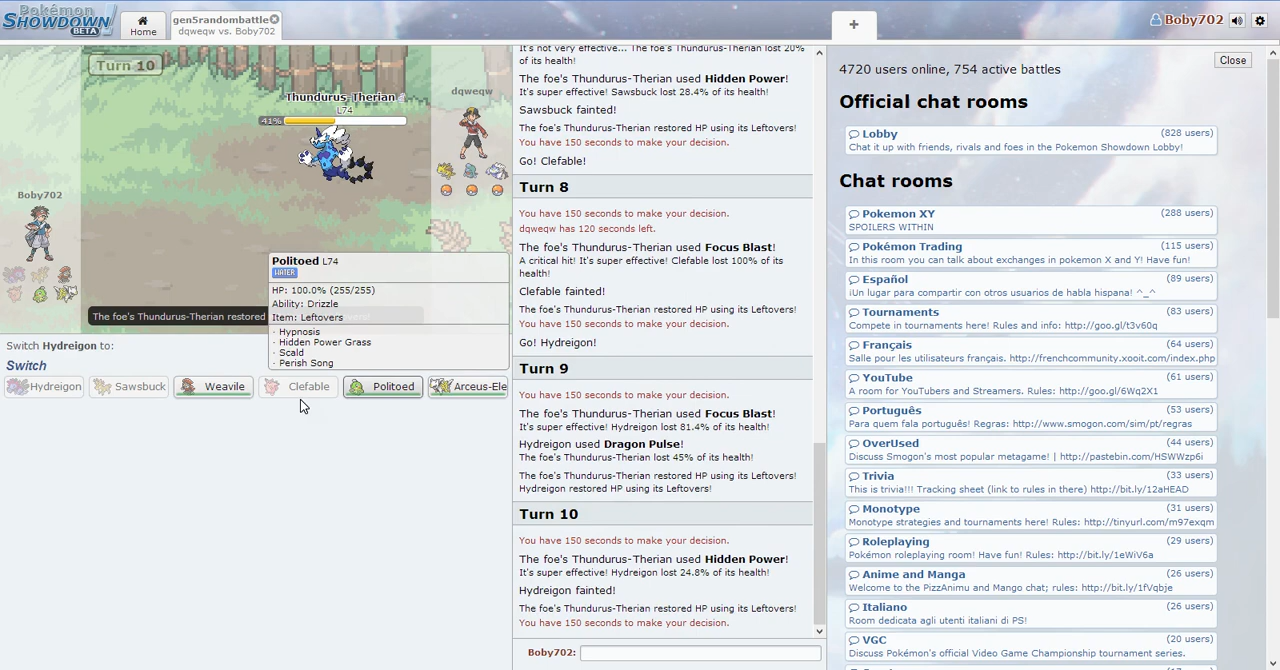 Pokémon
SHOWDOWN!
BETA
Home
gen5randombattle
dqweqw vs. Boby702
+
Boby702
Turn 10
Thundurus-Therian
L74
41%
dqweqw
Boby702
The foe's Thundurus-Therian restored
Politoed L74
WATER
HP: 100.0% (255/255)
Ability: Drizzle
Item: Leftovers
· Hypnosis
· Hidden Power Grass
· Scald
· Perish Song
Switch Hydreigon to:
Switch
Hydreigon
Sawsbuck
Weavile
Clefable
Politoed
Arceus-Ele
It's not very effective... The foe's Thundurus-Therian lost 20%
of its health!
The foe's Thundurus-Therian used Hidden Power!
It's super effective! Sawsbuck lost 28.4% of its health!
Sawsbuck fainted!
The foe's Thundurus-Therian restored HP using its Leftovers!
You have 150 seconds to make your decision.
Go! Clefable!
Turn 8
You have 150 seconds to make your decision.
dqweqw has 120 seconds left.
The foe's Thundurus-Therian used Focus Blast!
A critical hit! It's super effective! Clefable lost 100% of its
health!
Clefable fainted!
The foe's Thundurus-Therian restored HP using its Leftovers!
You have 150 seconds to make your decision.
Go! Hydreigon!
Turn 9
You have 150 seconds to make your decision.
The foe's Thundurus-Therian used Focus Blast!
It's super effective! Hydreigon lost 81.4% of its health!
Hydreigon used Dragon Pulse!
The foe's Thundurus-Therian lost 45% of its health!
The foe's Thundurus-Therian restored HP using its Leftovers!
Hydreigon restored HP using its Leftovers!
Turn 10
You have 150 seconds to make your decision.
The foe's Thundurus-Therian used Hidden Power!
It's super effective! Hydreigon lost 24.8% of its health!
Hydreigon fainted!
The foe's Thundurus-Therian restored HP using its Leftovers!
You have 150 seconds to make your decision.
Boby702:
4720 users online, 754 active battles
Close
Official chat rooms
Lobby (828 users)
Chat it up with friends, rivals and foes in the Pokemon Showdown Lobby!
Chat rooms
Pokemon XY (288 users)
SPOILERS WITHIN
Pokémon Trading (115 users)
In this room you can talk about exchanges in pokemon X and Y! Have fun!
Español (89 users)
¡Un lugar para compartir con otros usuarios de habla hispana! ^_^
Tournaments (83 users)
Compete in tournaments here! Rules and info: http://goo.gl/t3v60q
Français (64 users)
Salle pour les utilisateurs français. http://frenchcommunity.xooit.com/index.php
YouTube (61 users)
A room for YouTubers and Streamers. Rules: http://goo.gl/6Wq2X1
Português (53 users)
Para quem fala português! Regras: http://www.smogon.com/sim/pt/regras
OverUsed (44 users)
Discuss Smogon's most popular metagame! | http://pastebin.com/HSWWzp6i
Trivia (33 users)
This is trivia!!! Tracking sheet (link to rules in there) http://bit.ly/12aHEAD
Monotype (31 users)
Monotype strategies and tournaments here! Rules: http://tinyurl.com/m97exqm
Roleplaying (29 users)
Pokémon roleplaying room! Have fun! Rules: http://bit.ly/1eWiV6a
Anime and Manga (26 users)
Welcome to the PizzAnimu and Mango chat; rules: http://bit.ly/1fVqbje
Italiano (26 users)
Room dedicata agli utenti italiani di PS!
VGC (20 users)
Discuss Pokémon's official Video Game Championship tournament series.